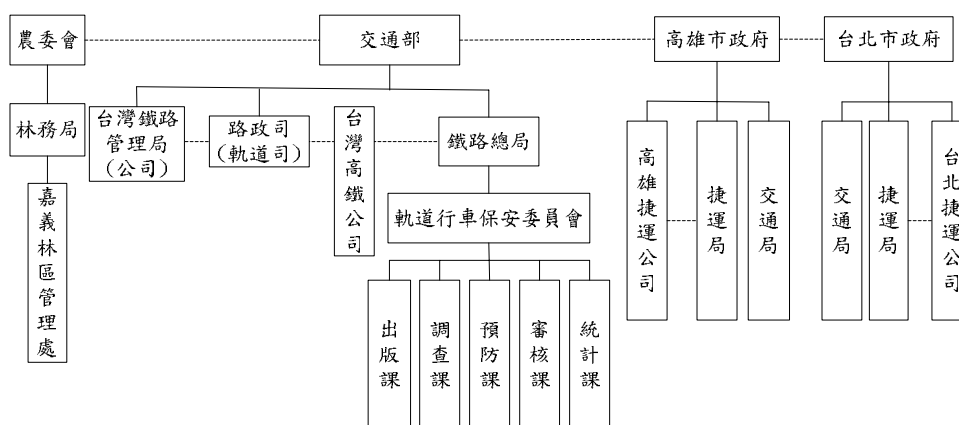 農委會
交通部
高雄市政府
台北市政府
林務局
台灣鐵路
管理局
(公司)
路政司
(軌道司)
台灣高鐵公司
鐵路總局
嘉義林區管理處
軌道行車保安委員會
出版課
調查課
預防課
審核課
統計課
高雄捷運公司
捷運局
交通局
交通局
捷運局
台北捷運公司